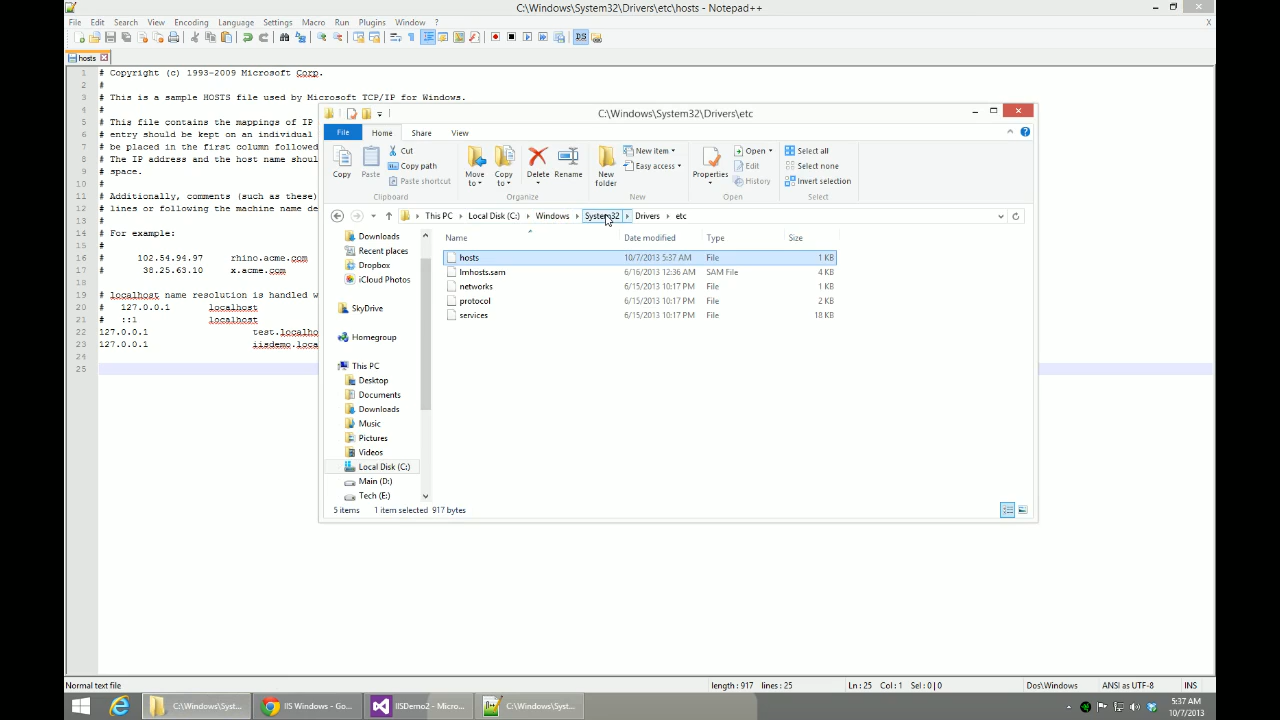 C:\Windows\System32\Drivers\etc\hosts - Notepad++
File Edit Search View Encoding Language Settings Macro Run Plugins Window ? X
hosts
1 # Copyright (c) 1993-2009 Microsoft Corp.
2 #
3 # This is a sample HOSTS file used by Microsoft TCP/IP for Windows.
4 #
5 # This file contains the mappings of IP
6 # entry should be kept on an individual
7 # be placed in the first column followed
8 # The IP address and the host name shou
9 # space.
10 #
11 # Additionally, comments (such as these)
12 # lines or following the machine name de
13 #
14 # For example:
15 #
16 # 102.54.94.97 rhino.acme.com
17 # 38.25.63.10 x.acme.com
18
19 # localhost name resolution is handled w
20 # 127.0.0.1 localhost
21 # ::1 localhost
22 127.0.0.1 test.localho
23 127.0.0.1 iisdemo.loca
24
25
C:\Windows\System32\Drivers\etc
File Home Share View
Copy
Paste
Cut
Copy path
Paste shortcut
Clipboard
Move to
Copy to
Delete
Rename
Organize
New folder
New item
Easy access
New
Properties
Open
Edit
History
Open
Select all
Select none
Invert selection
Select
This PC Local Disk (C:) Windows System32 Drivers etc
Downloads
Recent places
Dropbox
iCloud Photos
SkyDrive
Homegroup
This PC
Desktop
Documents
Downloads
Music
Pictures
Videos
Local Disk (C:)
Main (D:)
Tech (E:)
Name Date modified Type Size
hosts 10/7/2013 5:37 AM File 1 KB
lmhosts.sam 6/16/2013 12:36 AM SAM File 4 KB
networks 6/15/2013 10:17 PM File 1 KB
protocol 6/15/2013 10:17 PM File 2 KB
services 6/15/2013 10:17 PM File 18 KB
5 items 1 item selected 917 bytes
Normal text file length : 917 lines : 25 Ln : 25 Col : 1 Sel : 0 | 0 Dos\Windows ANSI as UTF-8 INS
C:\Windows\Syst... IIS Windows - Go... IISDemo2 - Micro... C:\Windows\Syst...
5:37 AM
10/7/2013